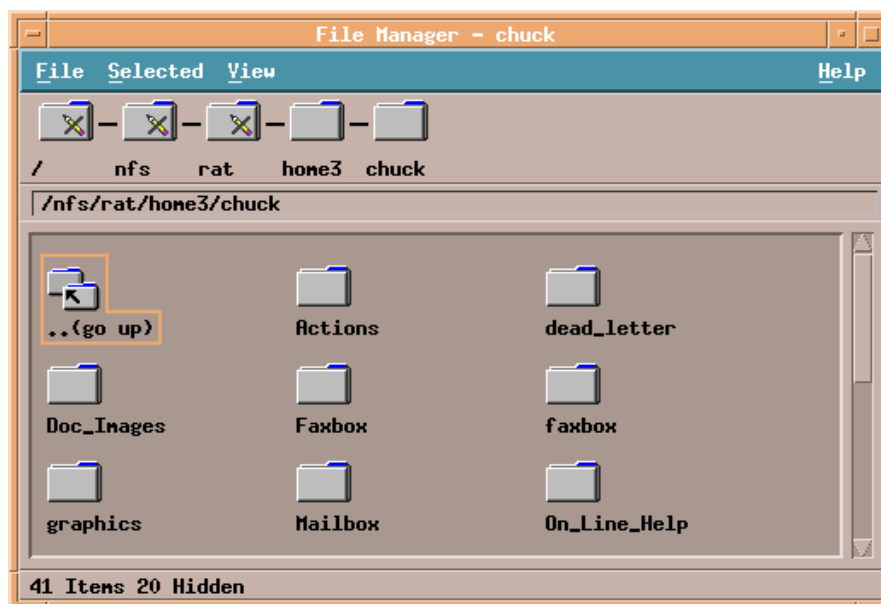 File Manager - chuck
File Selected View Help
/ nfs rat home3 chuck
/nfs/rat/home3/chuck
..(go up) Actions dead_letter
Doc_Images Faxbox faxbox
graphics Mailbox On_Line_Help
41 Items 20 Hidden